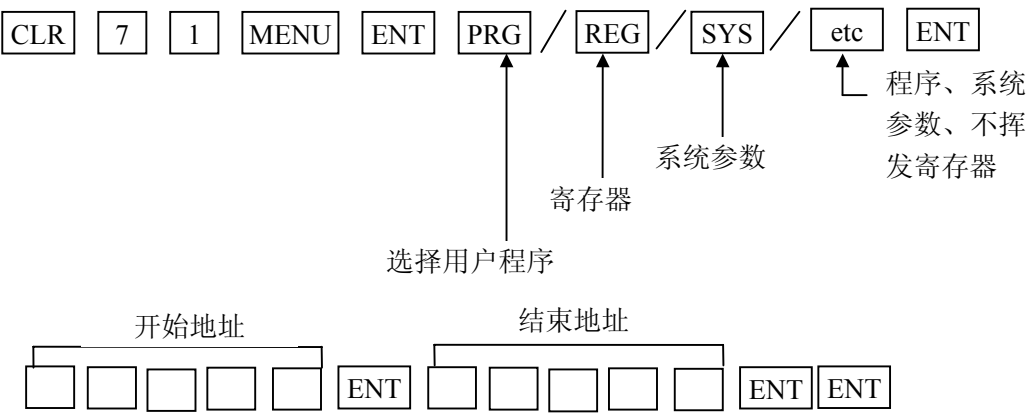 CLR 7 1 MENU ENT PRG / REG / SYS / etc ENT
程序、系统
参数、不挥
发寄存器
系统参数
寄存器
选择用户程序
开始地址 结束地址
ENT ENT ENT